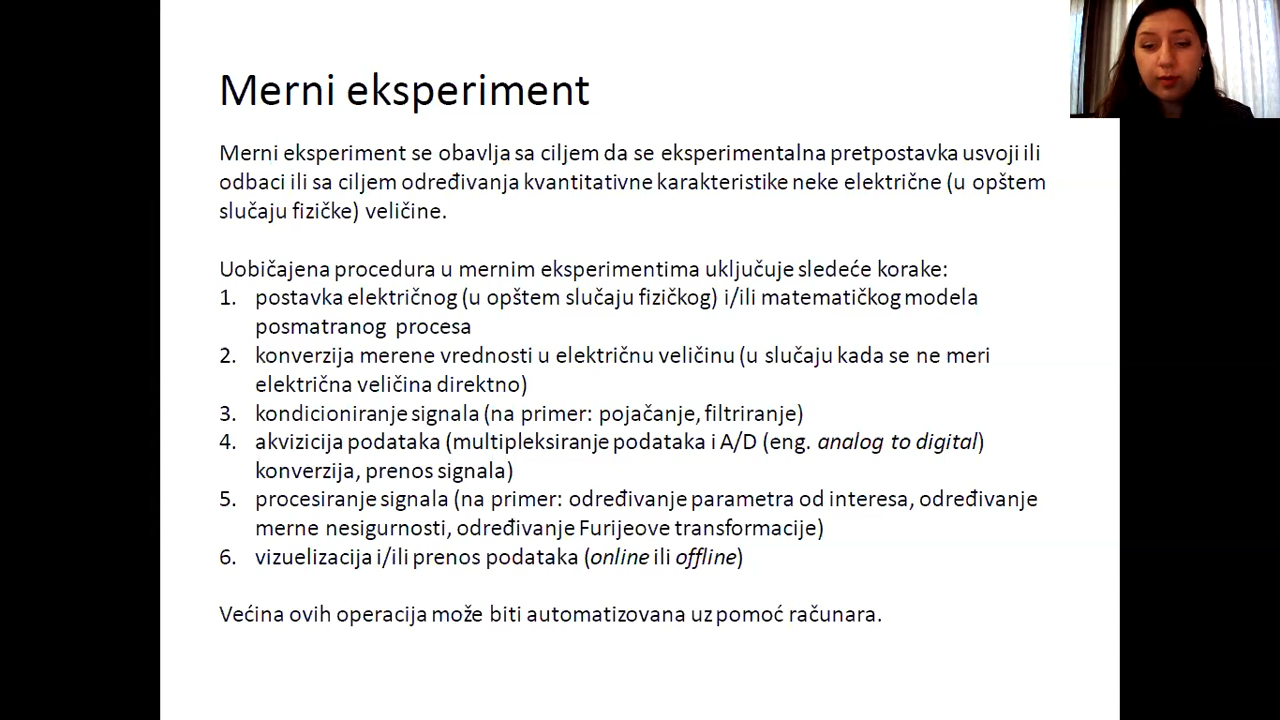 Merni eksperiment
Merni eksperiment se obavlja sa ciljem da se eksperimentalna pretpostavka usvoji ili
odbaci ili sa ciljem određivanja kvantitativne karakteristike neke električne (u opštem
slučaju fizičke) veličine.
Uobičajena procedura u mernim eksperimentima uključuje sledeće korake:
1. postavka električnog (u opštem slučaju fizičkog) i/ili matematičkog modela
posmatranog procesa
2. konverzija merene vrednosti u električnu veličinu (u slučaju kada se ne meri
električna veličina direktno)
3. kondicioniranje signala (na primer: pojačanje, filtriranje)
4. akvizicija podataka (multipleksiranje podataka i A/D (eng. analog to digital)
konverzija, prenos signala)
5. procesiranje signala (na primer: određivanje parametra od interesa, određivanje
merne nesigurnosti, određivanje Furijeove transformacije)
6. vizuelizacija i/ili prenos podataka (online ili offline)
Većina ovih operacija može biti automatizovana uz pomoć računara.